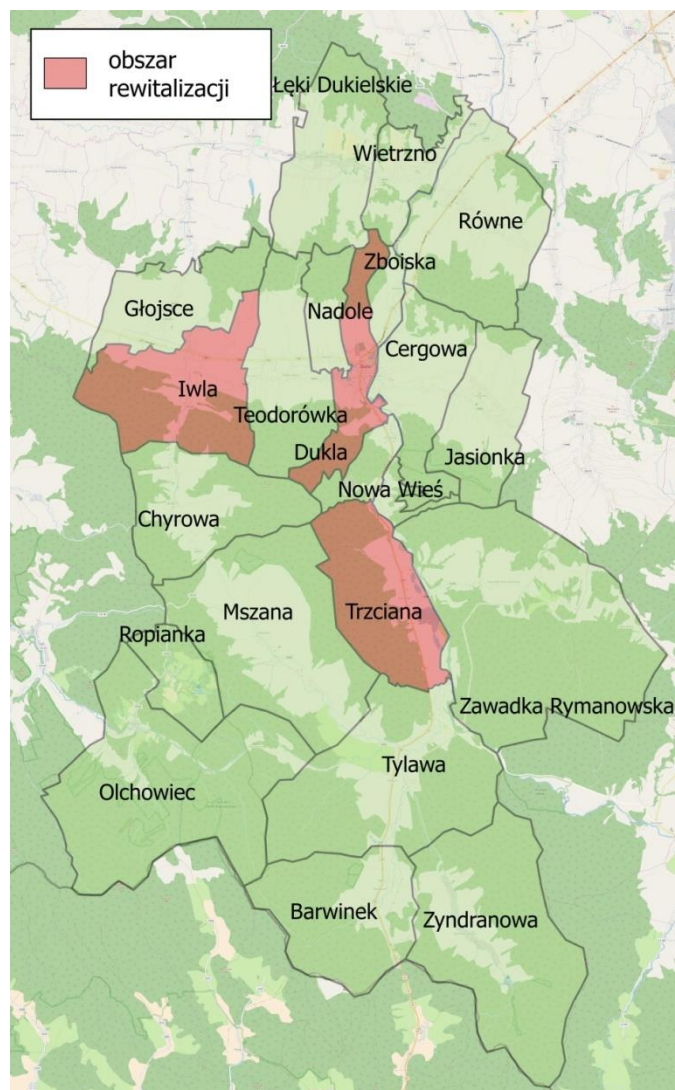 obszar
rewitalizacji
Łęki Dukielskie
Wietrzno
Równe
Zboiska
Głojsce
Nadole
Cergowa
Iwla
Teodorówka
Dukla
Jasionka
Nowa Wieś
Chyrowa
Mszana
Trzciana
Ropianka
Zawadka Rymanowska
Tylawa
Olchowiec
Barwinek
Zyndranowa